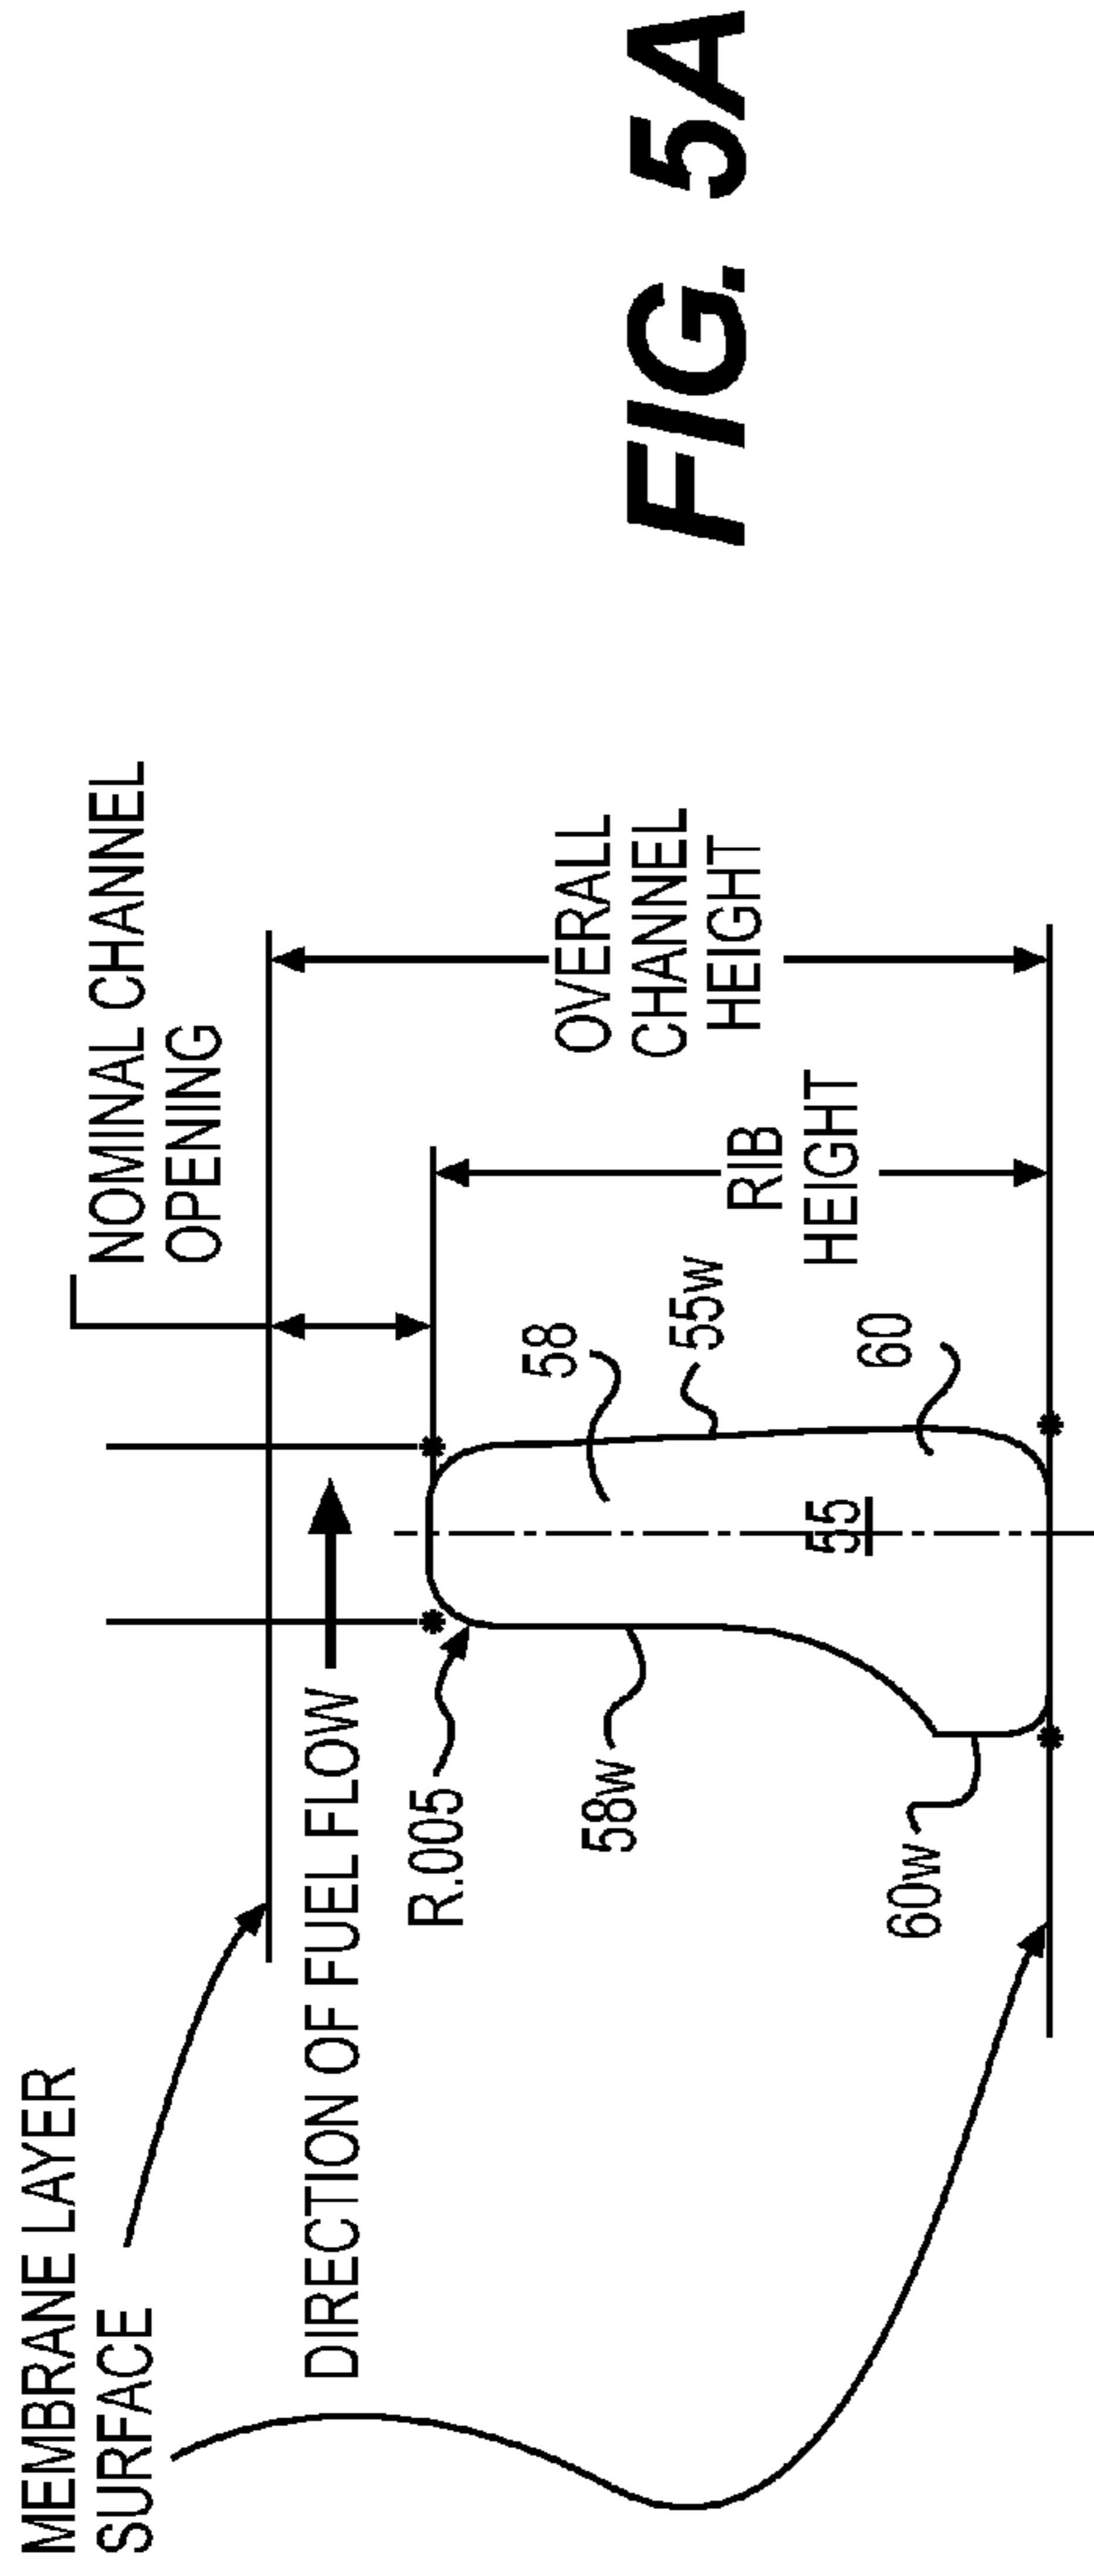 MEMBRANE LAYER
SURFACE
NOMINAL CHANNEL
OPENING
DIRECTION OF FUEL FLOW
R.005
58w
60w
58
55w
55
60
RIB
HEIGHT
OVERALL
CHANNEL
HEIGHT
FIG. 5A